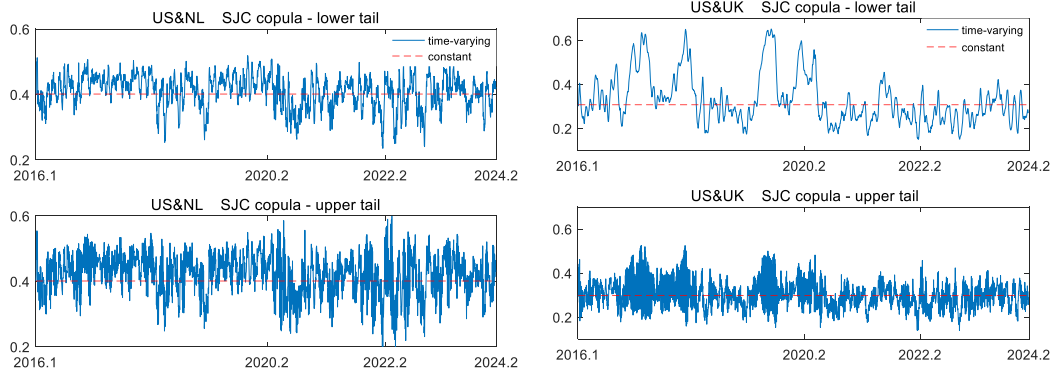 US&NL SJC copula - lower tail
0.6
0.4
0.2
time-varying
constant
2016.1 2020.2 2022.2 2024.2
US&UK SJC copula - lower tail
0.6
0.4
0.2
time-varying
constant
2016.1 2020.2 2022.2 2024.2
US&NL SJC copula - upper tail
0.6
0.4
0.2
2016.1 2020.2 2022.2 2024.2
US&UK SJC copula - upper tail
0.6
0.4
0.2
2016.1 2020.2 2022.2 2024.2